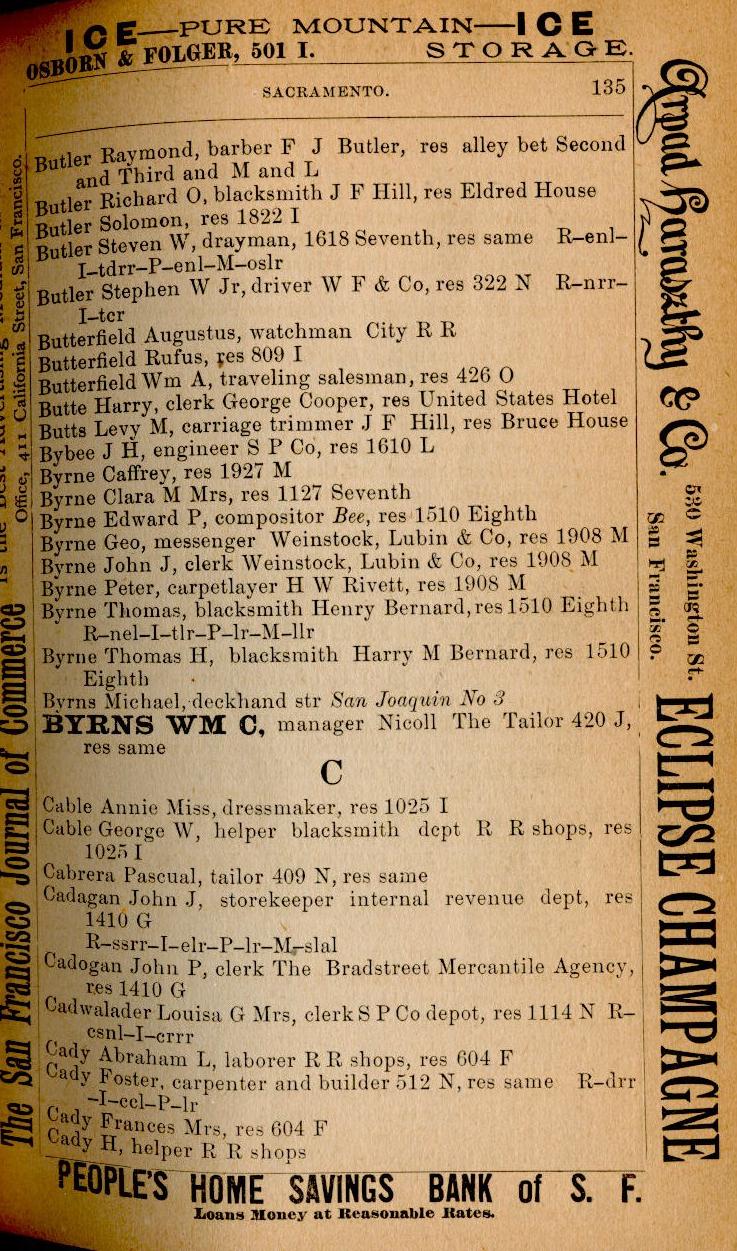 ICE—PURE MOUNTAIN—ICE
OSBORN & FOLGER, 501 I. STORAGE.
SACRAMENTO. 135
Butler Raymond, barber F J Butler, res alley bet Second
and Third and M and L
Butler Richard O, blacksmith J F Hill, res Eldred House
Butler Solomon, res 1822 I
Butler Steven W, drayman, 1618 Seventh, res same R–enl–
I–tdrr–P–enl–M–oslr
Butler Stephen W Jr, driver W F & Co, res 322 N R–nrr–
I–tcr
Butterfield Augustus, watchman City R R
Butterfield Rufus, res 809 I
Butterfield Wm A, traveling salesman, res 426 O
Butte Harry, clerk George Cooper, res United States Hotel
Butts Levy M, carriage trimmer J F Hill, res Bruce House
Bybee J H, engineer S P Co, res 1610 L
Byrne Caffrey, res 1927 M
Byrne Clara M Mrs, res 1127 Seventh
Byrne Edward P, compositor Bee, res 1510 Eighth
Byrne Geo, messenger Weinstock, Lubin & Co, res 1908 M
Byrne John J, clerk Weinstock, Lubin & Co, res 1908 M
Byrne Peter, carpetlayer H W Rivett, res 1908 M
Byrne Thomas, blacksmith Henry Bernard, res 1510 Eighth
R–nel–I–tlr–P–lr–M–llr
Byrne Thomas H, blacksmith Harry M Bernard, res 1510
Eighth
Byrns Michael, deckhand str San Joaquin No 3
BYRNS WM C, manager Nicoll The Tailor 420 J,
res same
C
Cable Annie Miss, dressmaker, res 1025 I
Cable George W, helper blacksmith dept R R shops, res
1025 I
Cabrera Pascual, tailor 409 N, res same
Cadagan John J, storekeeper internal revenue dept, res
1410 G
R–ssrr–I–elr–P–lr–M–slal
Cadogan John P, clerk The Bradstreet Mercantile Agency,
res 1410 G
Cadwalader Louisa G Mrs, clerk S P Co depot, res 1114 N R–
csnl–I–crrr
Cady Abraham L, laborer R R shops, res 604 F
Cady Foster, carpenter and builder 512 N, res same R–drr
–I–ccl–P–lr
Cady Frances Mrs, res 604 F
Cady H, helper R R shops
PEOPLE'S HOME SAVINGS BANK of S. F.
Loans Money at Reasonable Rates.
Arpad Haraszthy & Co. 530 Washington St.
San Francisco.
ECLIPSE CHAMPAGNE
The San Francisco Journal of Commerce is the
Office, 411 California Street, San Francisco.